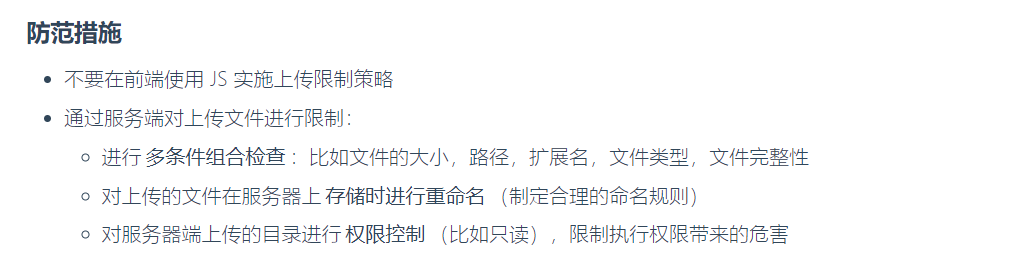 防范措施
不要在前端使用 JS 实施上传限制策略
通过服务端对上传文件进行限制：
进行 多条件组合检查 ：比如文件的大小，路径，扩展名，文件类型，文件完整性
对上传的文件在服务器上 存储时进行重命名 （制定合理的命名规则）
对服务器端上传的目录进行 权限控制 （比如只读），限制执行权限带来的危害